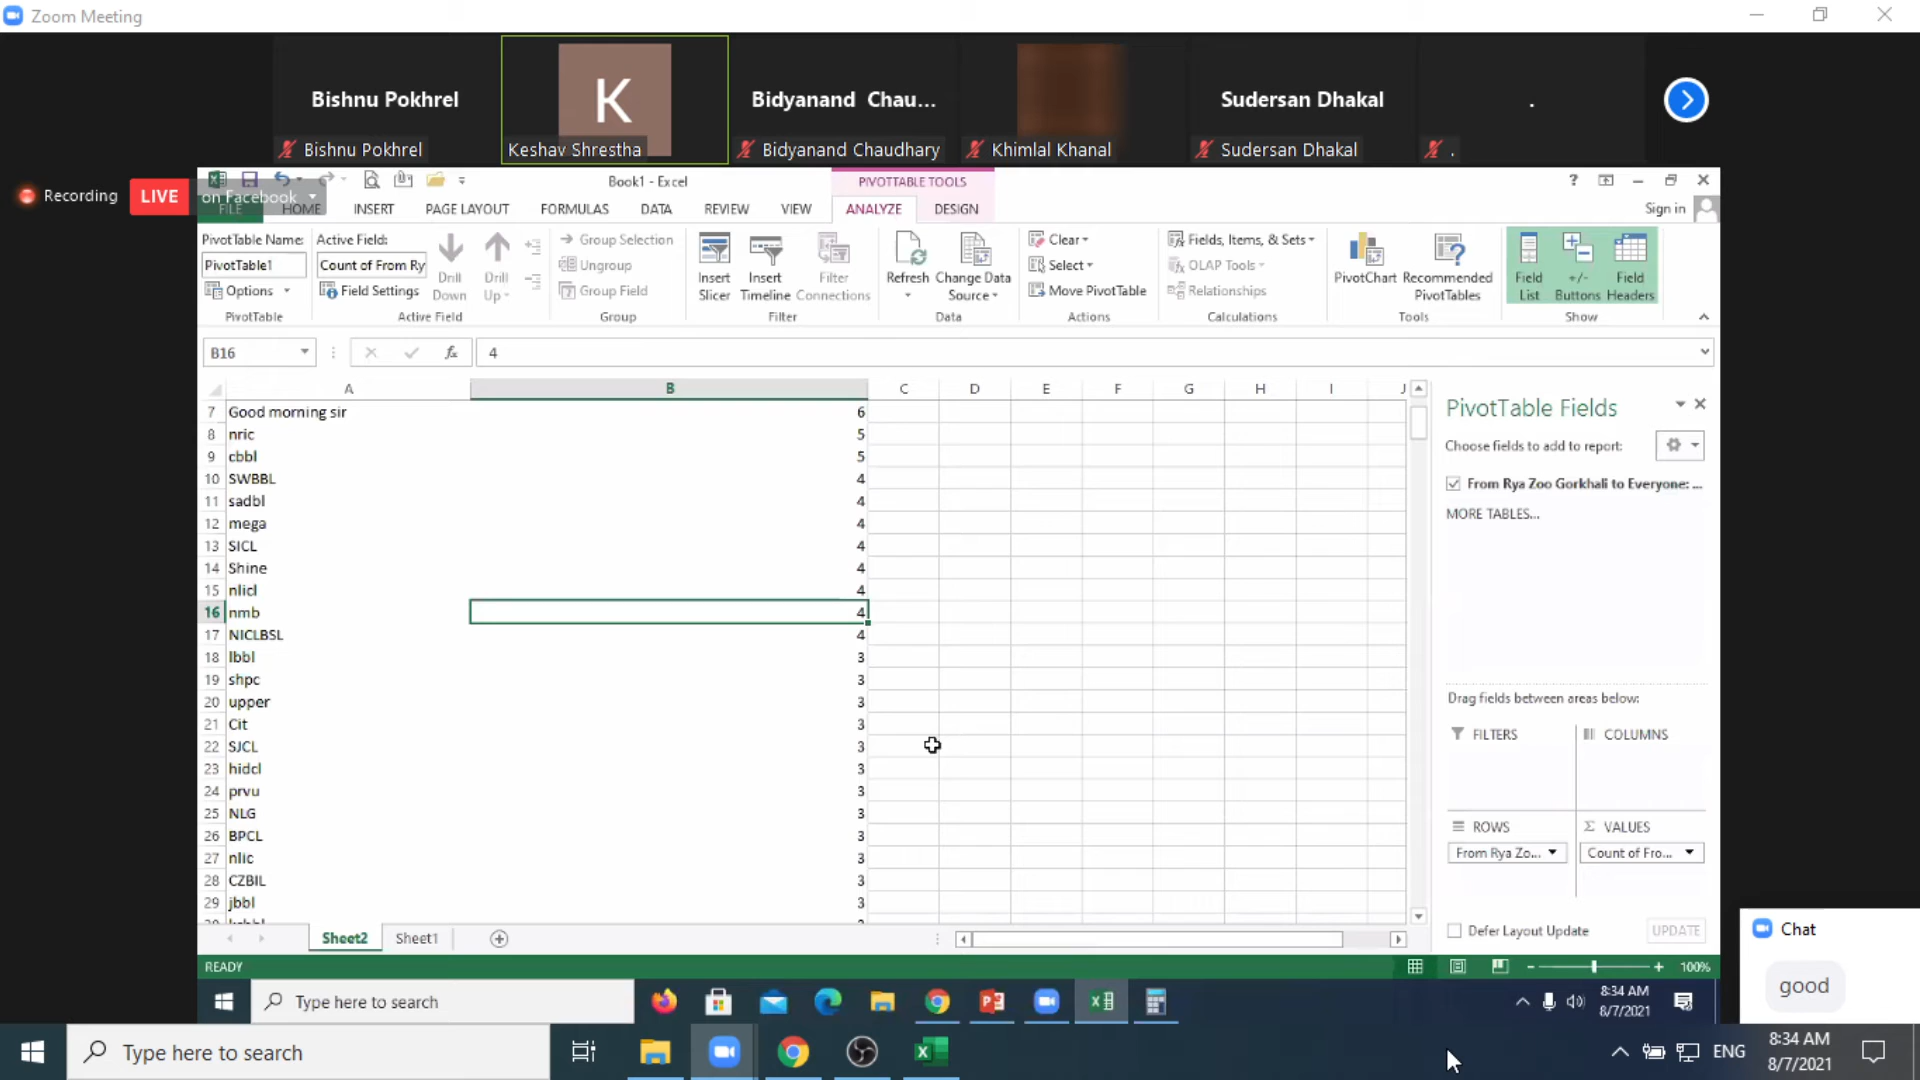 Zoom Meeting
Bishnu Pokhrel
K
Bidyanand Chau...
Sudersan Dhakal
.
Bishnu Pokhrel
Keshav Shrestha
Bidyanand Chaudhary
Khimlal Khanal
Sudersan Dhakal
.
Recording
LIVE
on Facebook
Book1 - Excel
PIVOTTABLE TOOLS
?
FILE
HOME
INSERT
PAGE LAYOUT
FORMULAS
DATA
REVIEW
VIEW
ANALYZE
DESIGN
Sign in
PivotTable Name:
PivotTable1
Options
PivotTable
Active Field:
Count of From Ry
Field Settings
Drill Down
Drill Up
Active Field
Group Selection
Ungroup
Group Field
Group
Insert Slicer
Insert Timeline
Filter Connections
Filter
Refresh
Change Data Source
Data
Clear
Select
Move PivotTable
Actions
Fields, Items, & Sets
OLAP Tools
Relationships
Calculations
PivotChart
Recommended PivotTables
Tools
Field List
+/- Buttons
Field Headers
Show
B16
fx
4
A B C D E F G H I J
7 Good morning sir 6
8 nric 5
9 cbbl 5
10 SWBBL 4
11 sadbl 4
12 mega 4
13 SICL 4
14 Shine 4
15 nlicl 4
16 nmb 4
17 NICLBSL 4
18 lbbl 3
19 shpc 3
20 upper 3
21 Cit 3
22 SJCL 3
23 hidcl 3
24 prvu 3
25 NLG 3
26 BPCL 3
27 nlic 3
28 CZBIL 3
29 jbbl 3
PivotTable Fields
Choose fields to add to report:
From Rya Zoo Gorkhali to Everyone: ...
MORE TABLES...
Drag fields between areas below:
FILTERS
COLUMNS
ROWS
From Rya Zo...
VALUES
Count of Fro...
Defer Layout Update
UPDATE
Sheet2
Sheet1
READY
100%
Type here to search
8:34 AM
8/7/2021
Chat
good
Type here to search
ENG
8:34 AM
8/7/2021